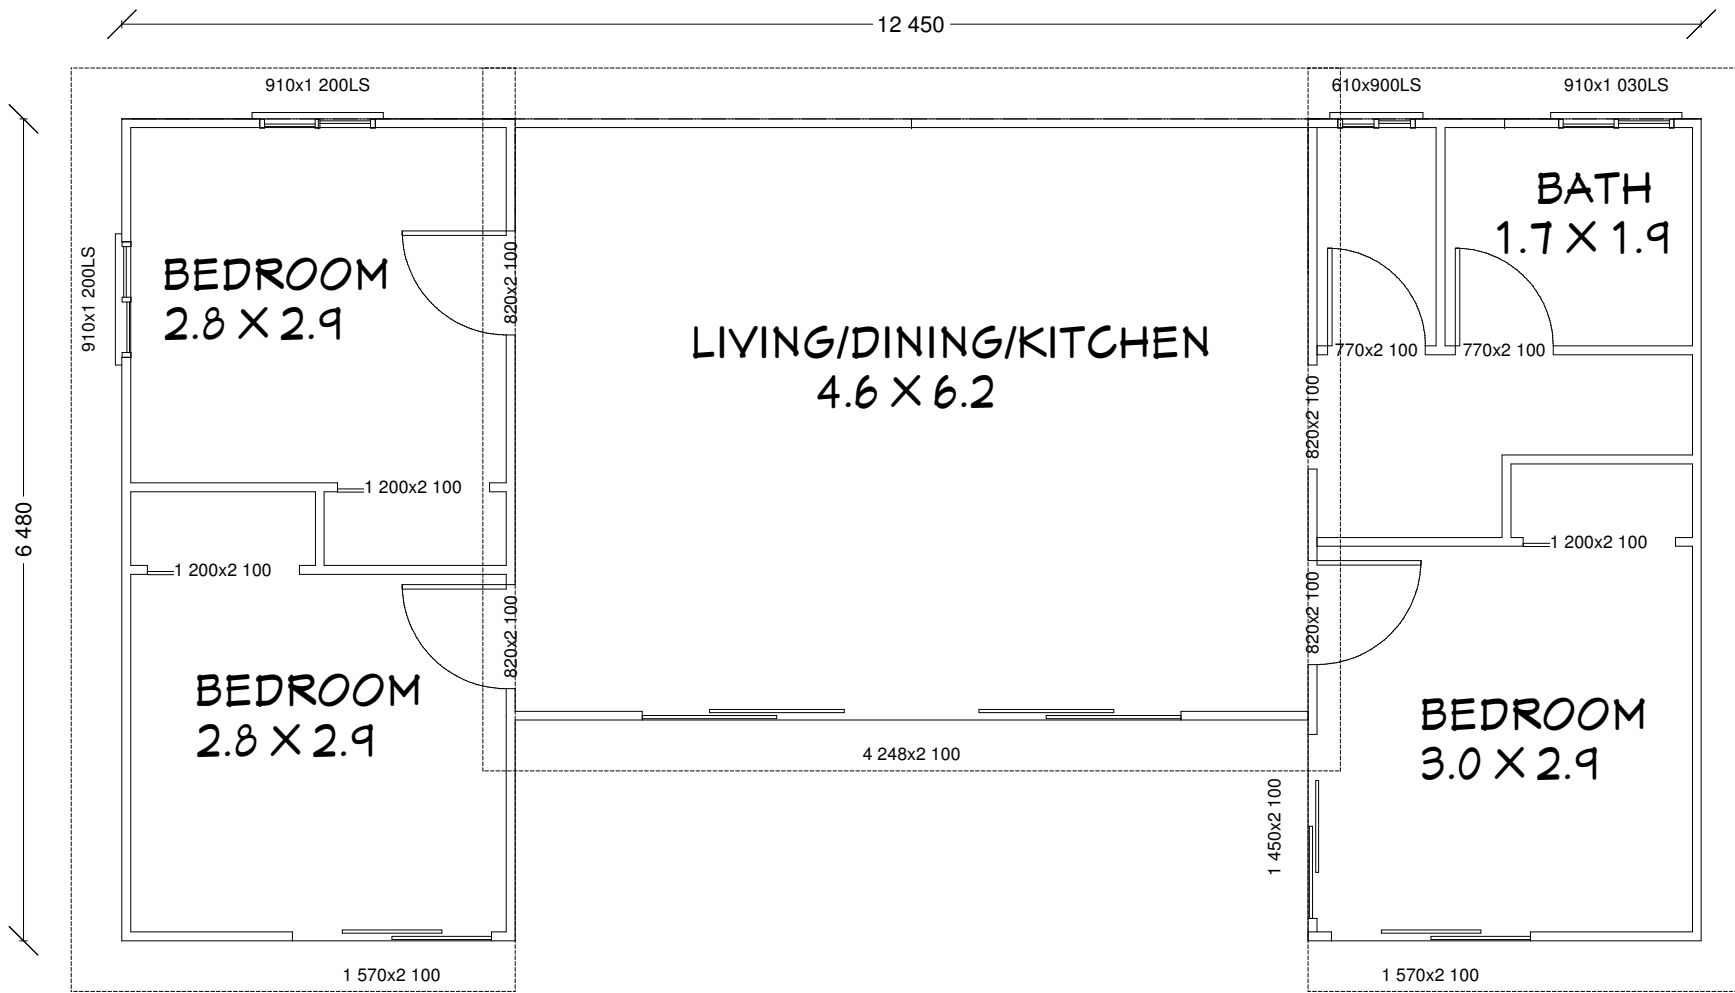 12 450
910x1 200LS
610x900LS
910x1 030LS
BATH
1.7 X 1.9
910x1 200LS
BEDROOM
2.8 X 2.9
820x2 100
LIVING/DINING/KITCHEN
4.6 X 6.2
770x2 100
770x2 100
820x2 100
1 200x2 100
6 480
1 200x2 100
1 200x2 100
820x2 100
820x2 100
BEDROOM
2.8 X 2.9
BEDROOM
3.0 X 2.9
4 248x2 100
1 450x2 100
1 570x2 100
1 570x2 100